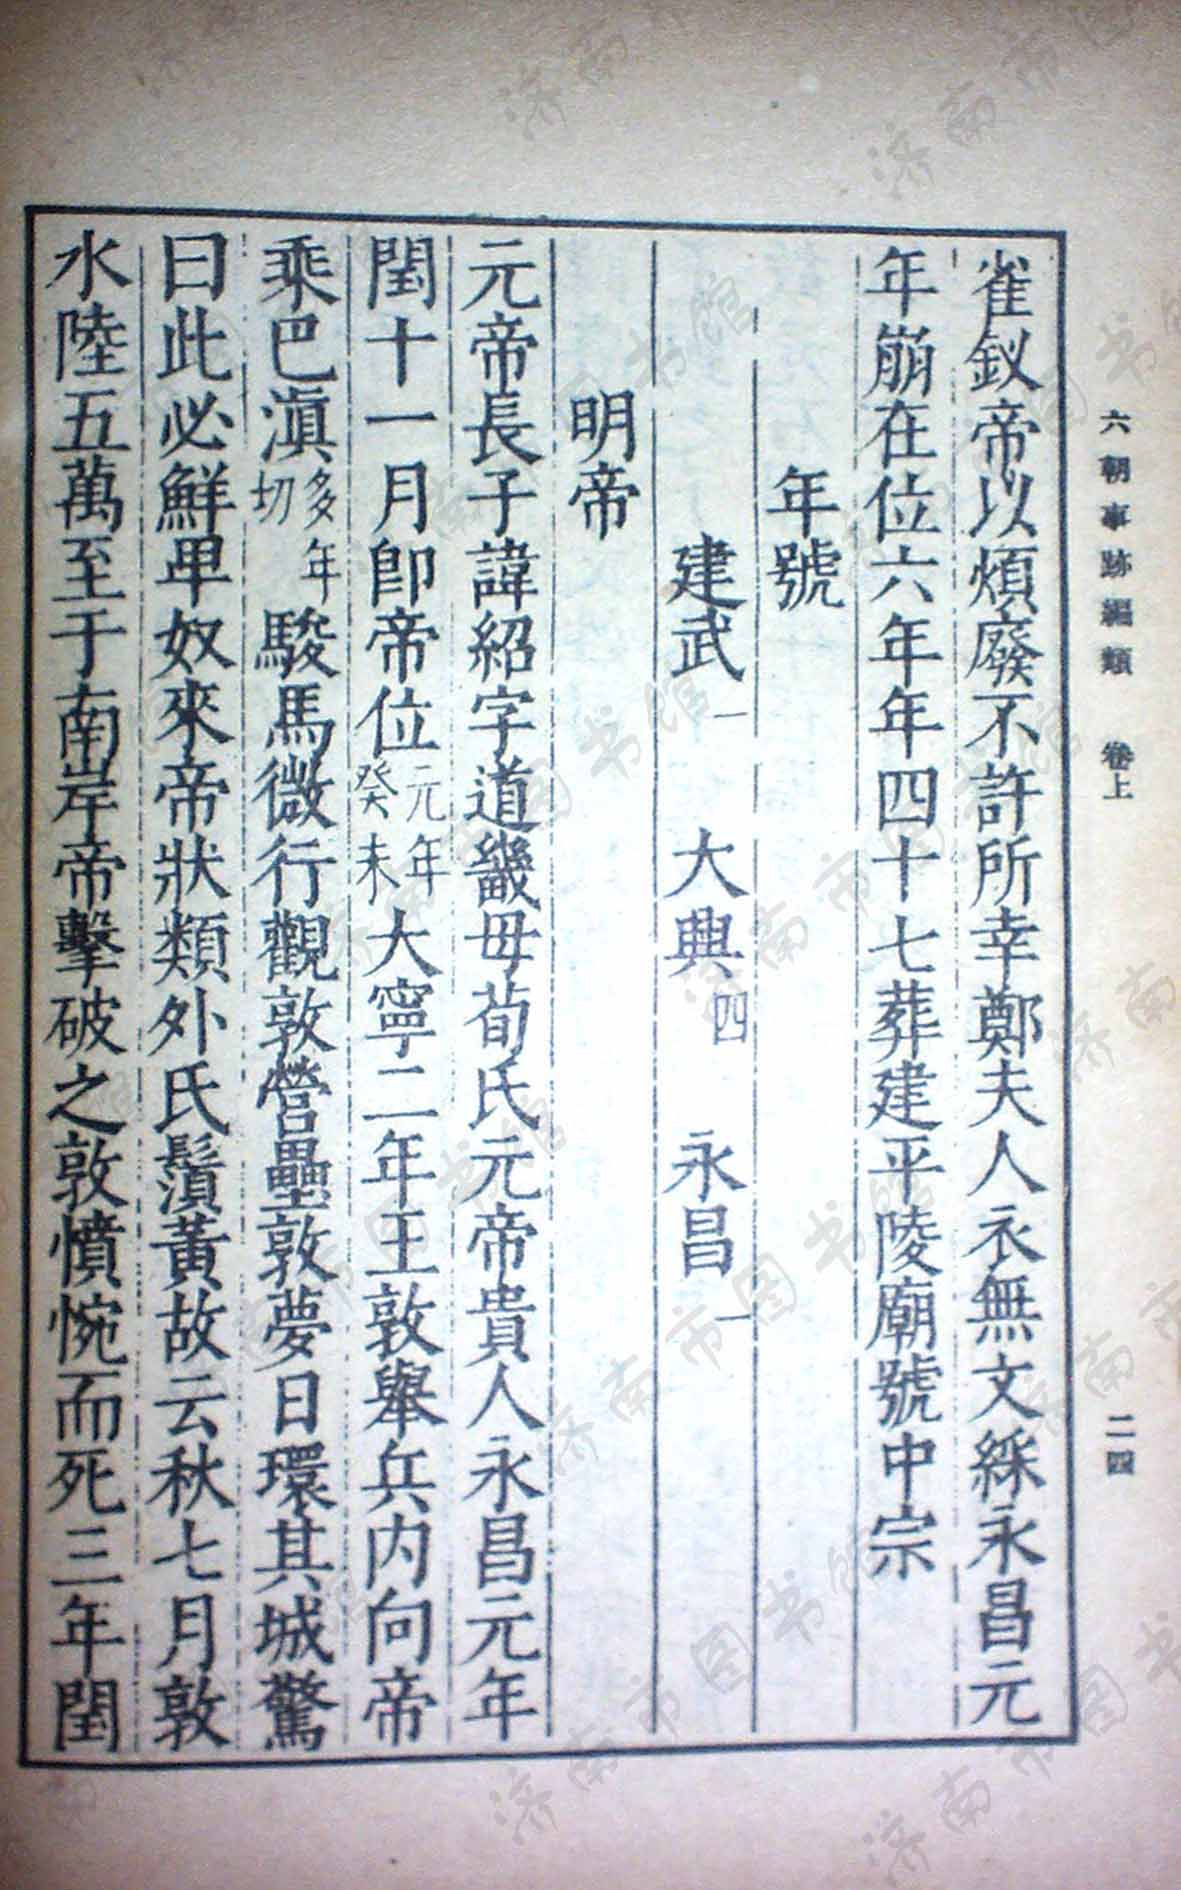 六朝事跡編類 卷上 二四
雀釵帝以煩廢不許所幸鄭夫人衣無文綵永昌元
年崩在位六年年四十七葬建平陵廟號中宗
年號
建武一 大興四 永昌一
明帝
元帝長子諱紹字道畿母荀氏元帝貴人永昌元年
閏十一月卽帝位元年癸未大寧二年王敦舉兵内向帝
乘巴滇多年切駿馬微行觀敦營壘敦夢日環其城驚
曰此必鮮卑奴來帝狀類外氏鬚黃故云秋七月敦
水陸五萬至于南岸帝擊破之敦憤惋而死三年閏
济南市图书馆